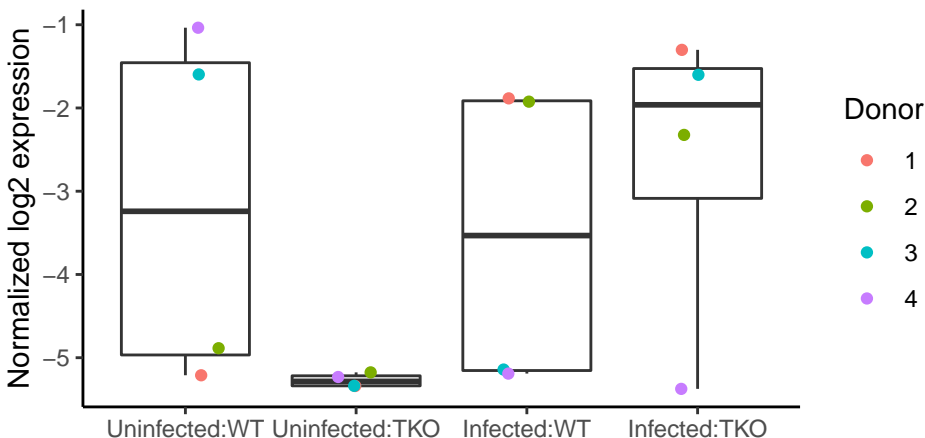 Normalized log2 expression
−1
−2
−3
−4
−5
Uninfected:WT
Uninfected:TKO
Infected:WT
Infected:TKO
Donor
1
2
3
4